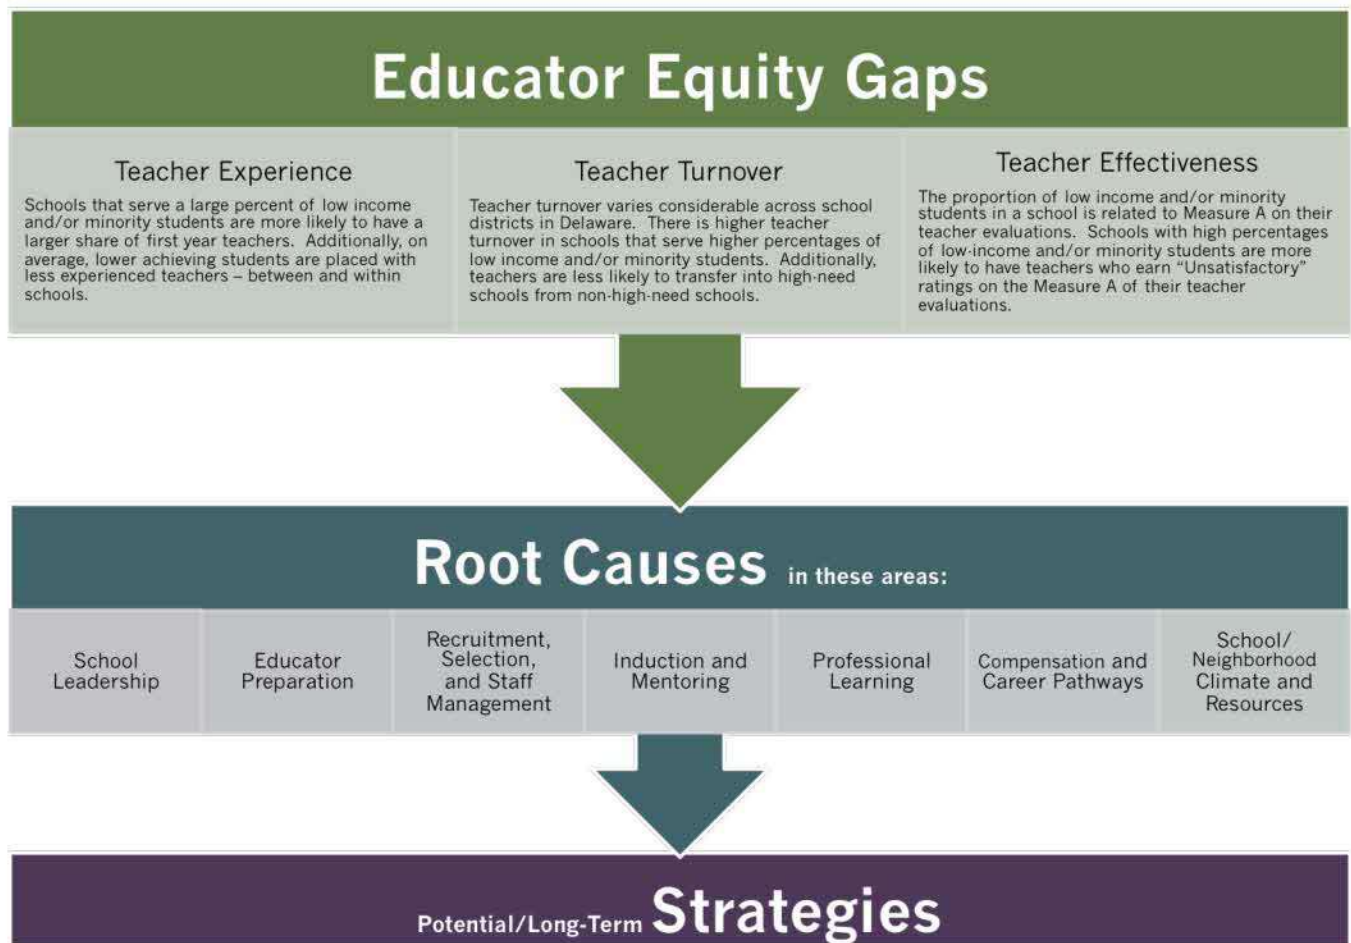 Educator Equity Gaps
Teacher Experience
Schools that serve a large percent of low income
and/or minority students are more likely to have a
larger share of first year teachers. Additionally, on
average, lower achieving students are placed with
less experienced teachers – between and within
schools.
Teacher Turnover
Teacher turnover varies considerable across school
districts in Delaware. There is higher teacher
turnover in schools that serve higher percentages of
low income and/or minority students. Additionally,
teachers are less likely to transfer into high-need
schools from non-high-need schools.
Teacher Effectiveness
The proportion of low income and/or minority
students in a school is related to Measure A on their
teacher evaluations. Schools with high percentages
of low-income and/or minority students are more
likely to have teachers who earn “Unsatisfactory”
ratings on the Measure A of their teacher
evaluations.
Root Causes in these areas:
School
Leadership
Educator
Preparation
Recruitment,
Selection,
and Staff
Management
Induction and
Mentoring
Professional
Learning
Compensation and
Career Pathways
School/
Neighborhood
Climate and
Resources
Potential/Long-Term Strategies